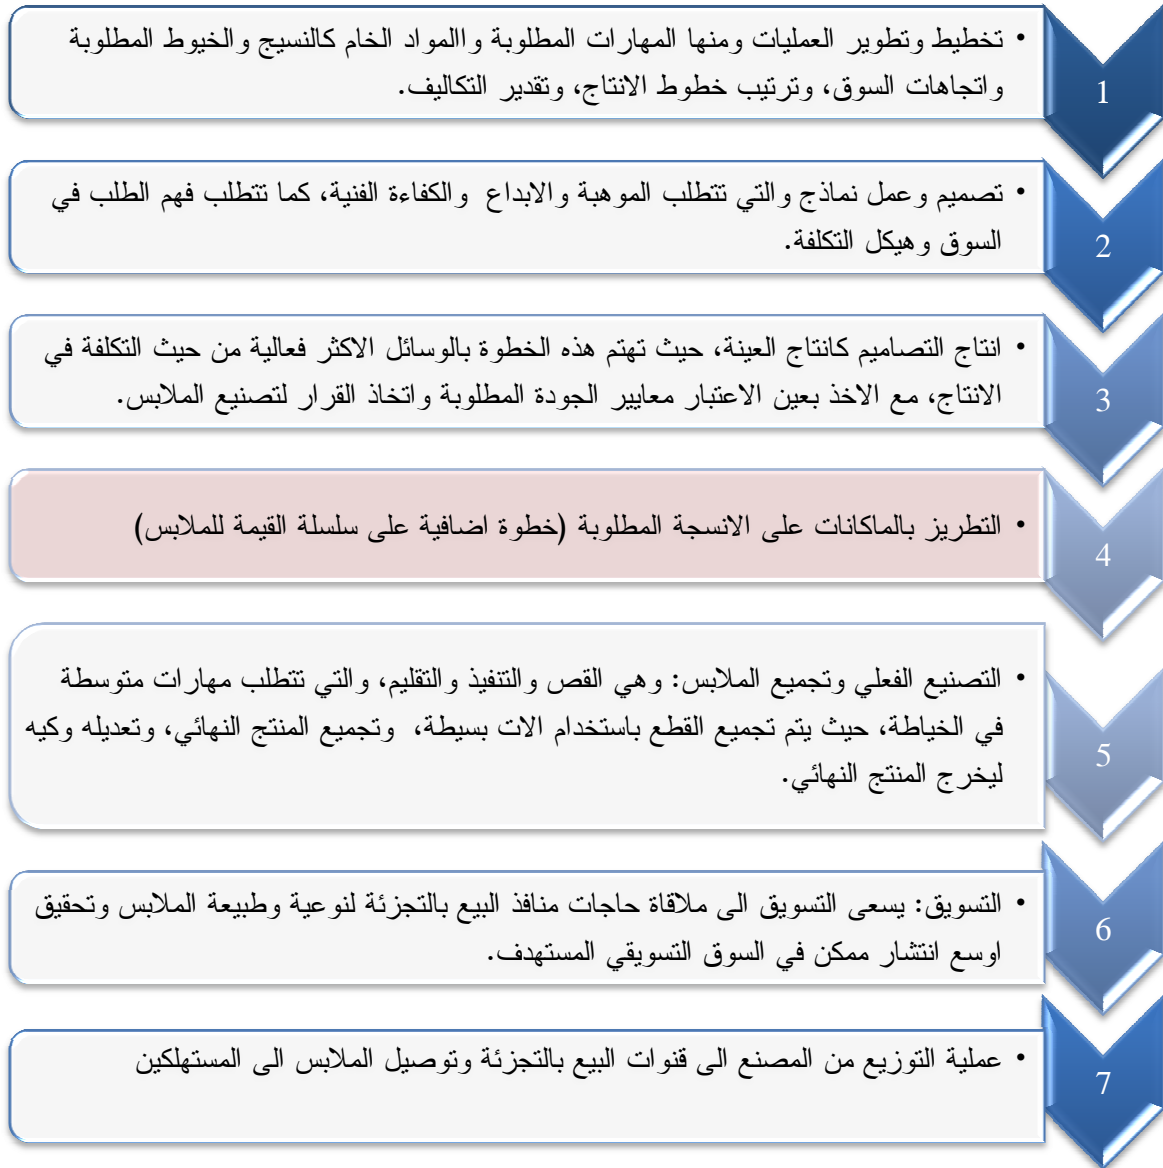 • تخطيط وتطوير العمليات ومنها المهارات المطلوبة واالمواد الخام كالنسيج والخيوط المطلوبة
واتجاهات السوق، وترتيب خطوط الانتاج، وتقدير التكاليف.
1
• تصميم وعمل نماذج والتي تتطلب الموهبة والابداع والكفاءة الفنية، كما تتطلب فهم الطلب في
السوق وهيكل التكلفة.
2
• انتاج التصاميم كانتاج العينة، حيث تهتم هذه الخطوة بالوسائل الاكثر فعالية من حيث التكلفة في
الانتاج، مع الاخذ بعين الاعتبار معايير الجودة المطلوبة واتخاذ القرار لتصنيع الملابس.
3
• التطريز بالماكانات على الانسجة المطلوبة (خطوة اضافية على سلسلة القيمة للملابس)
4
• التصنيع الفعلي وتجميع الملابس: وهي القص والتنفيذ والتقليم، والتي تتطلب مهارات متوسطة
في الخياطة، حيث يتم تجميع القطع باستخدام الات بسيطة، وتجميع المنتج النهائي، وتعديله وكيه
ليخرج المنتج النهائي.
5
• التسويق: يسعى التسويق الى ملاقاة حاجات منافذ البيع بالتجزئة لنوعية وطبيعة الملابس وتحقيق
اوسع انتشار ممكن في السوق التسويقي المستهدف.
6
• عملية التوزيع من المصنع الى قنوات البيع بالتجزئة وتوصيل الملابس الى المستهلكين
7